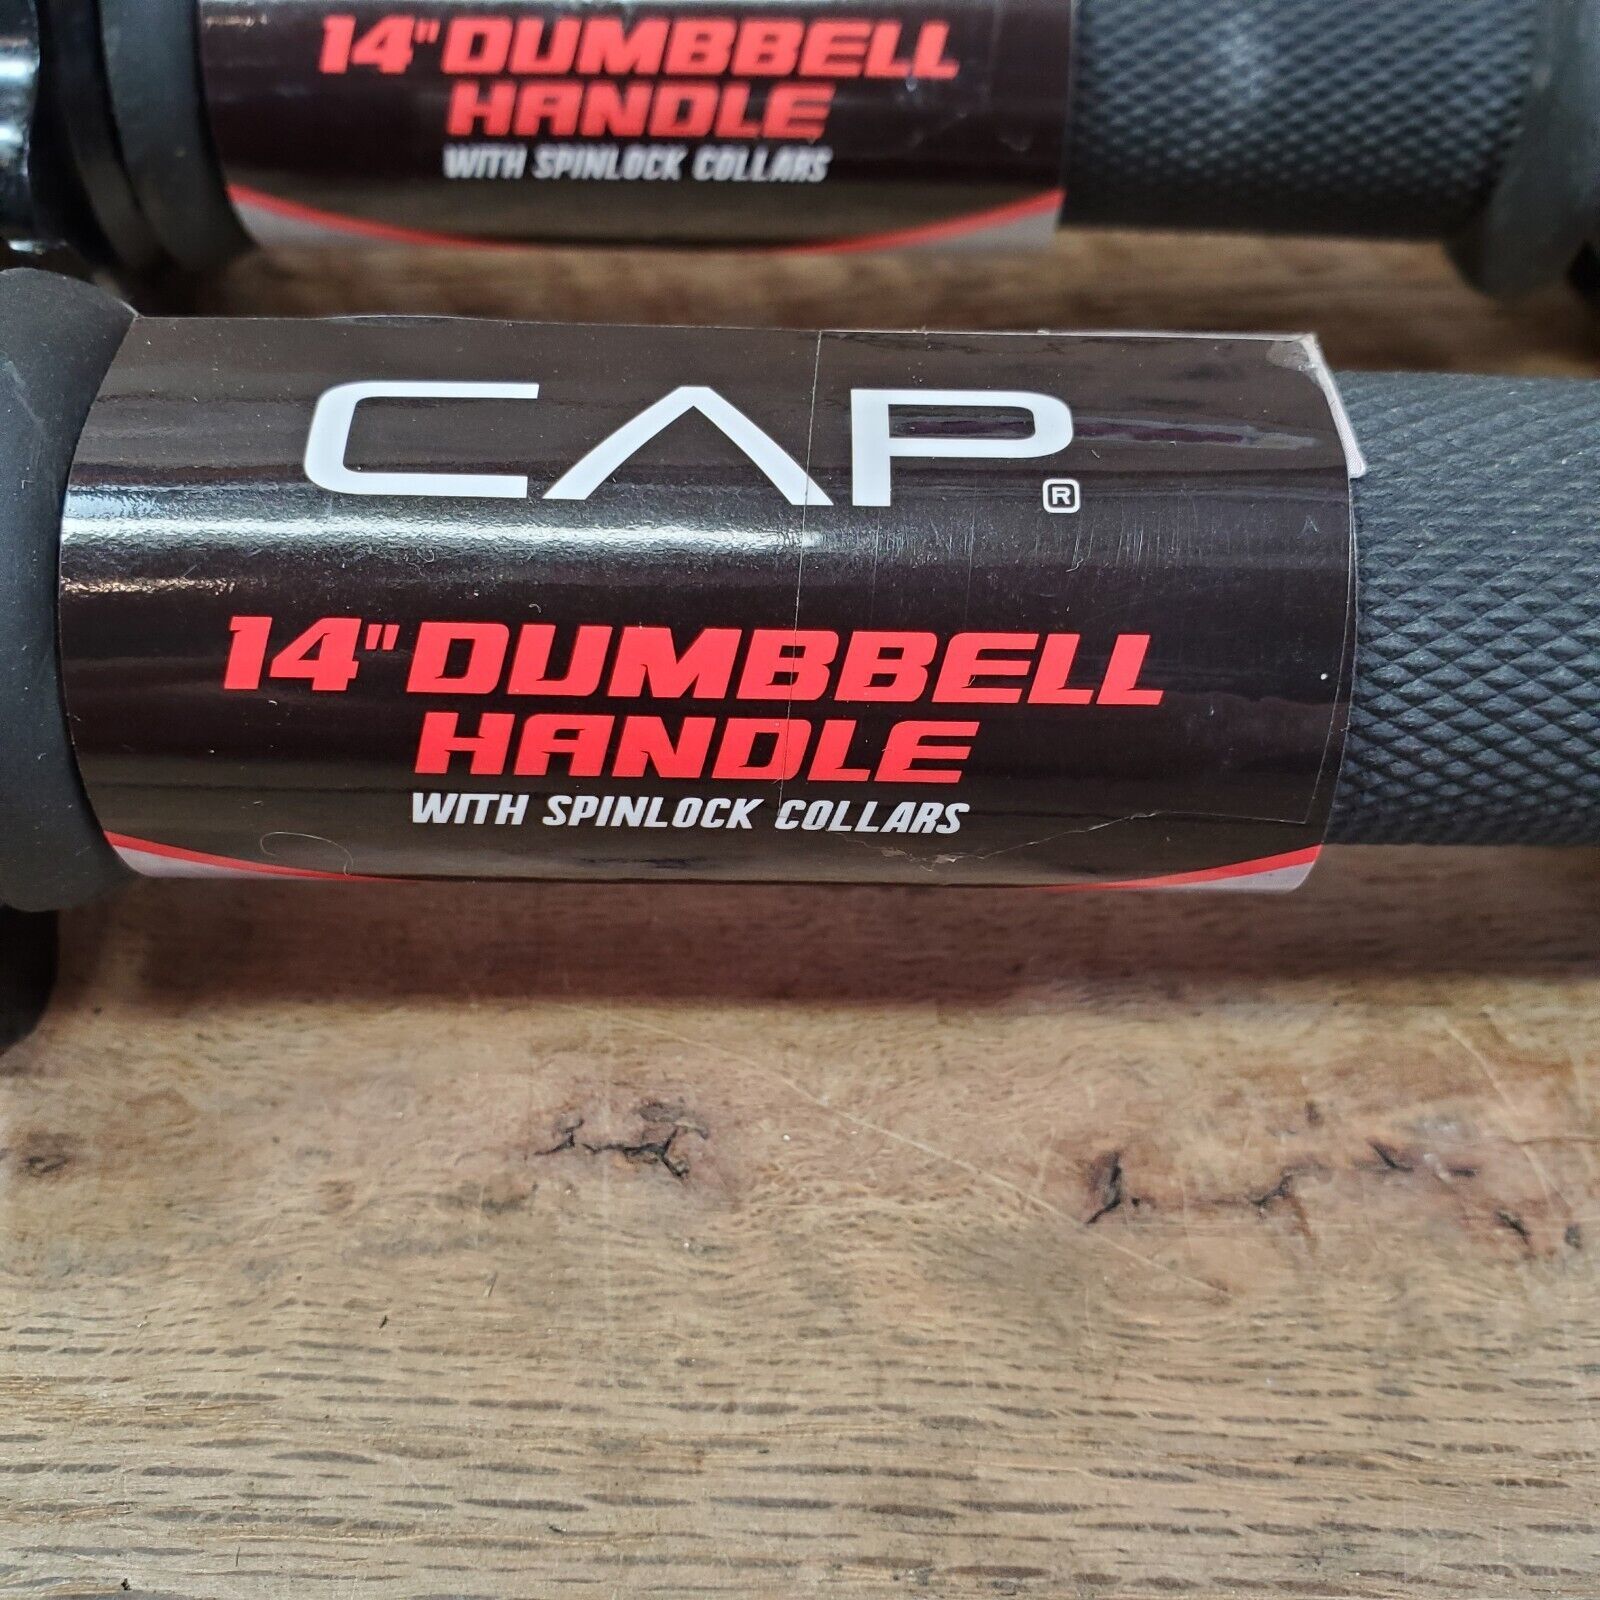 14" DUMBBELL
HANDLE
WITH SPINLOCK COLLARS
CAP®
14" DUMBBELL
HANDLE
WITH SPINLOCK COLLARS